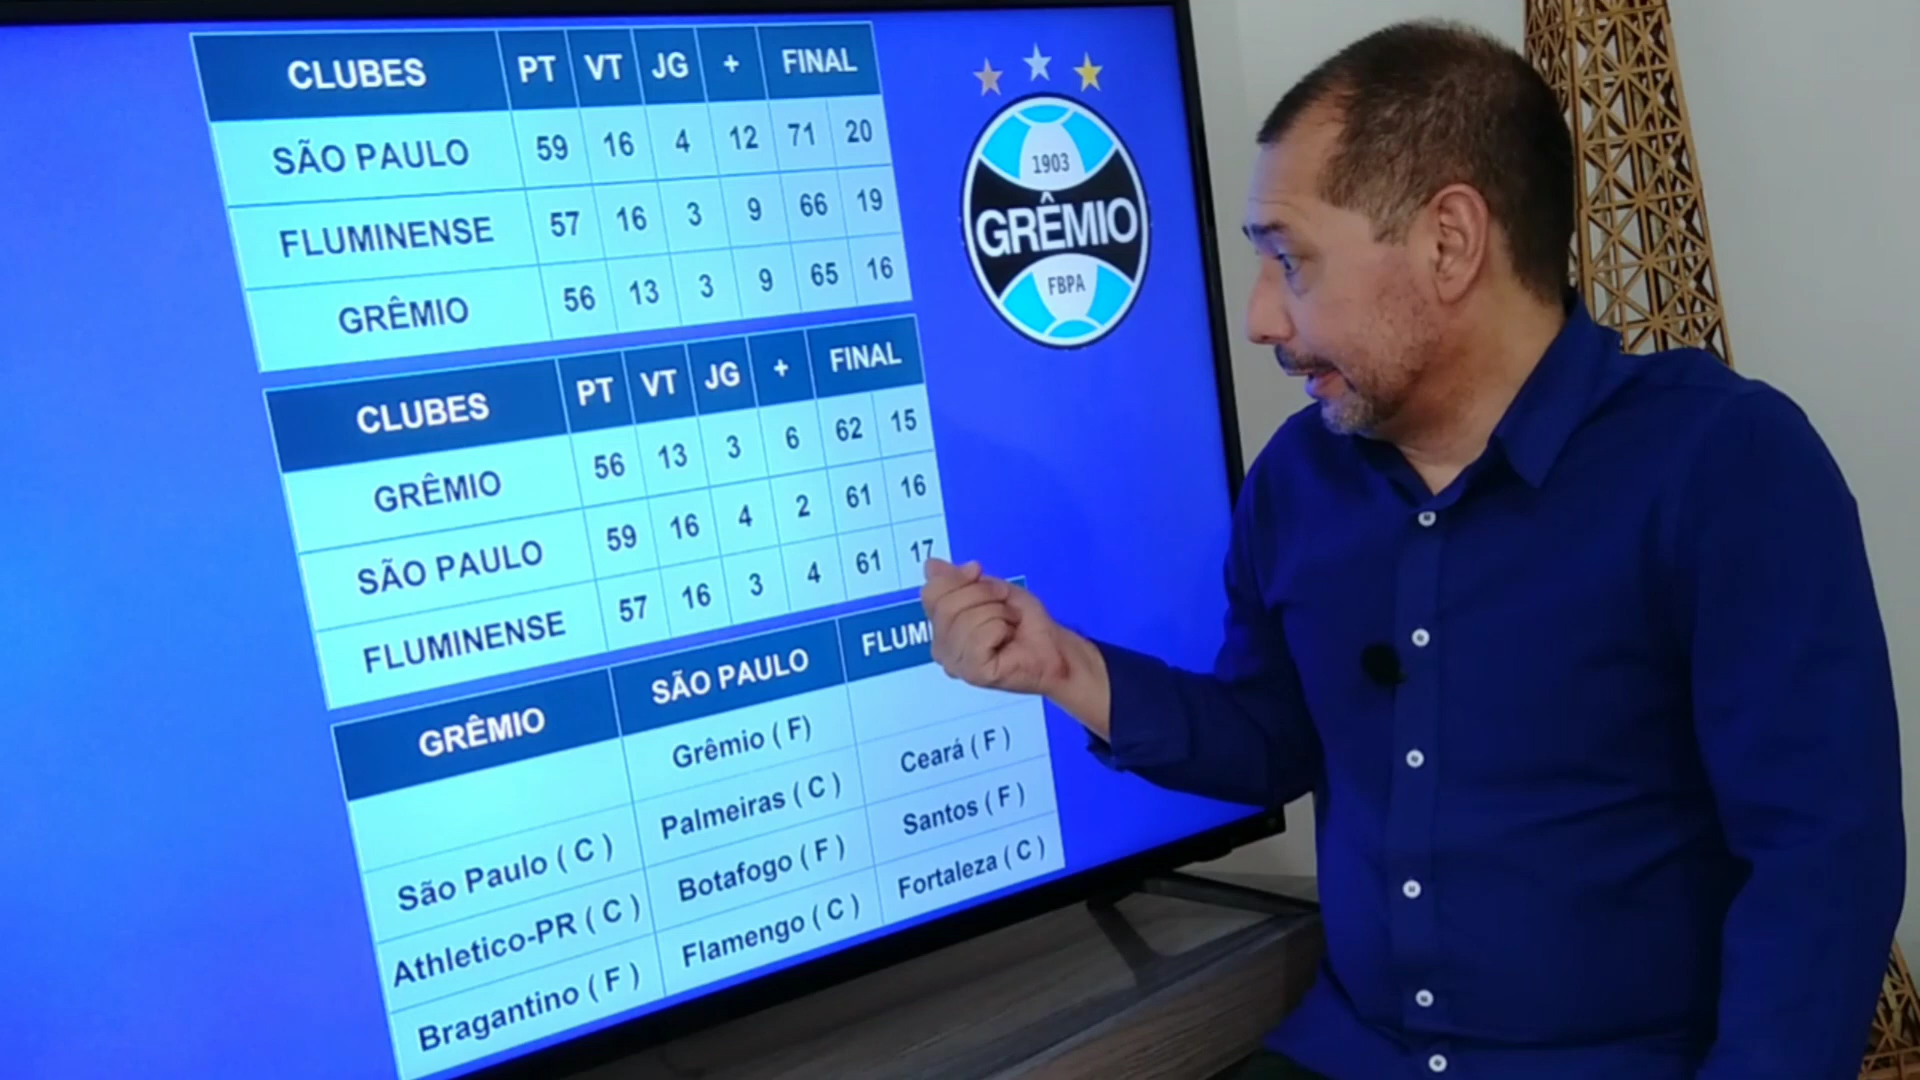 CLUBES PT VT JG + FINAL
SÃO PAULO 59 16 4 12 71 20
FLUMINENSE 57 16 3 9 66 19
GRÊMIO 56 13 3 9 65 16
1903
GRÊMIO
FBPA
CLUBES PT VT JG + FINAL
GRÊMIO 56 13 3 6 62 15
SÃO PAULO 59 16 4 2 61 16
FLUMINENSE 57 16 3 4 61 17
GRÊMIO SÃO PAULO
Grêmio ( F )
São Paulo ( C ) Palmeiras ( C ) Ceará ( F )
Athletico-PR ( C ) Botafogo ( F ) Santos ( F )
Bragantino ( F ) Flamengo ( C ) Fortaleza ( C )